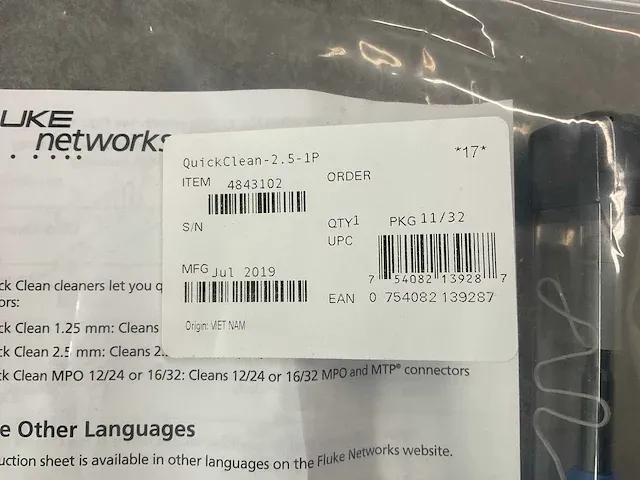 UKE
networks
QuickClean-2.5-1P
*17*
ITEM 4843102
ORDER
S/N
QTY1 PKG 11/32
UPC
7 54082 13928 7
MFG Jul 2019
EAN 0 754082 139287
Origin: VIET NAM
ck Clean cleaners let you q
ors:
ck Clean 1.25 mm: Cleans
ck Clean 2.5 mm: Cleans 2.
ck Clean MPO 12/24 or 16/32: Cleans 12/24 or 16/32 MPO and MTP® connectors
e Other Languages
uction sheet is available in other languages on the Fluke Networks website.